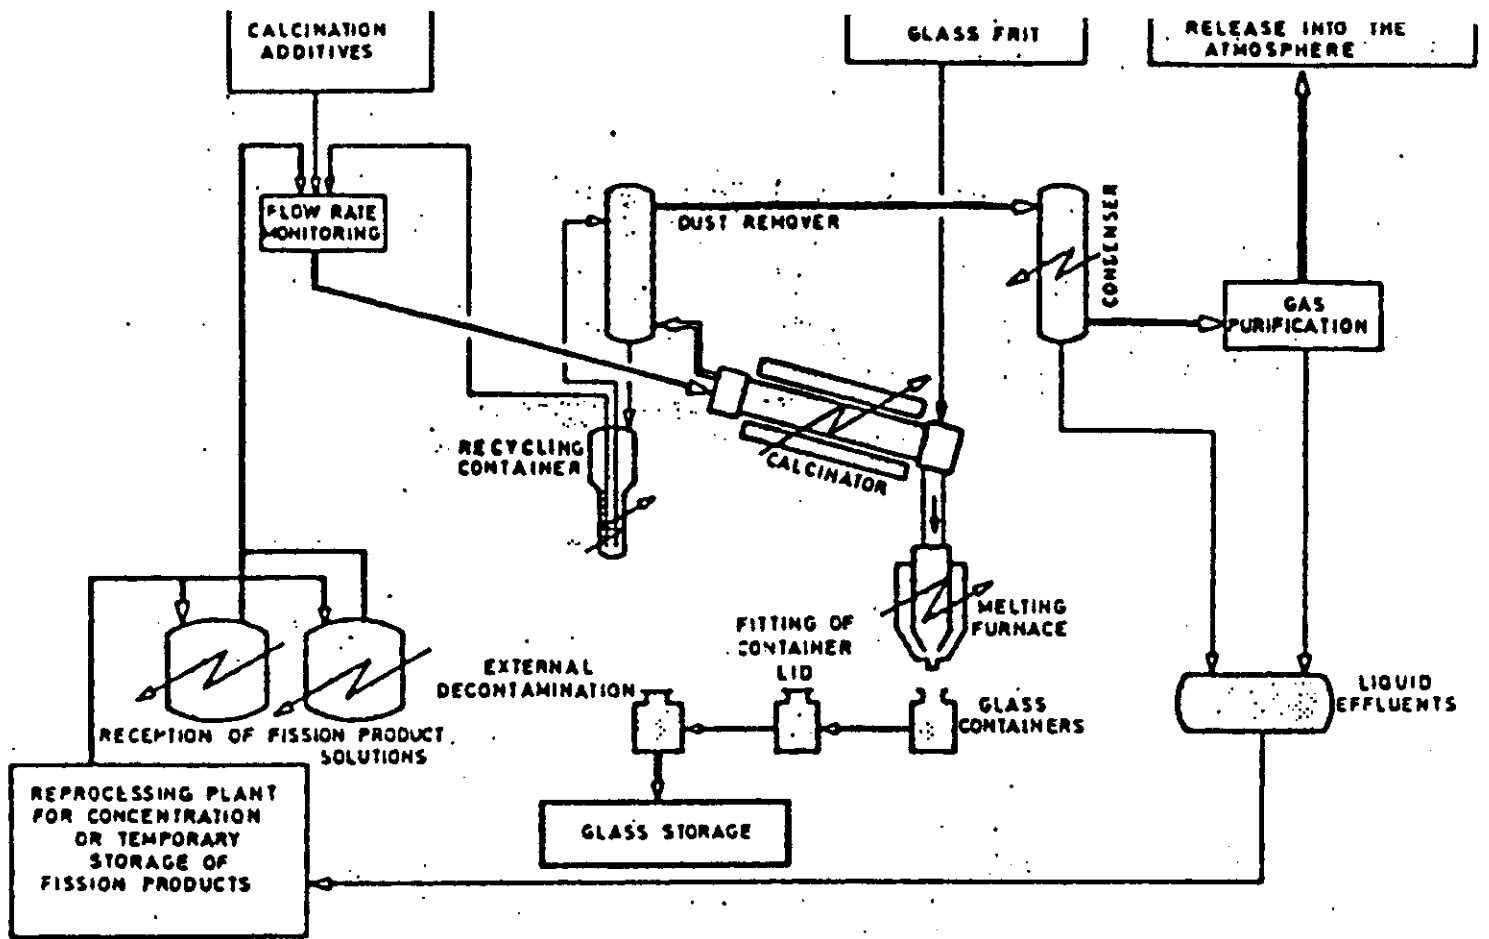 CALCINATION
ADDITIVES
GLASS FRIT
RELEASE INTO THE
ATMOSPHERE
FLOW RATE
MONITORING
DUST REMOVER
CONDENSER
GAS
PURIFICATION
RECYCLING
CONTAINER
CALCINATOR
MELTING
FURNACE
FITTING OF
CONTAINER
LID
EXTERNAL
DECONTAMINATION
GLASS
CONTAINERS
LIQUID
EFFLUENTS
RECEPTION OF FISSION PRODUCT
SOLUTIONS
REPROCESSING PLANT
FOR CONCENTRATION
OR TEMPORARY
STORAGE OF
FISSION PRODUCTS
GLASS STORAGE